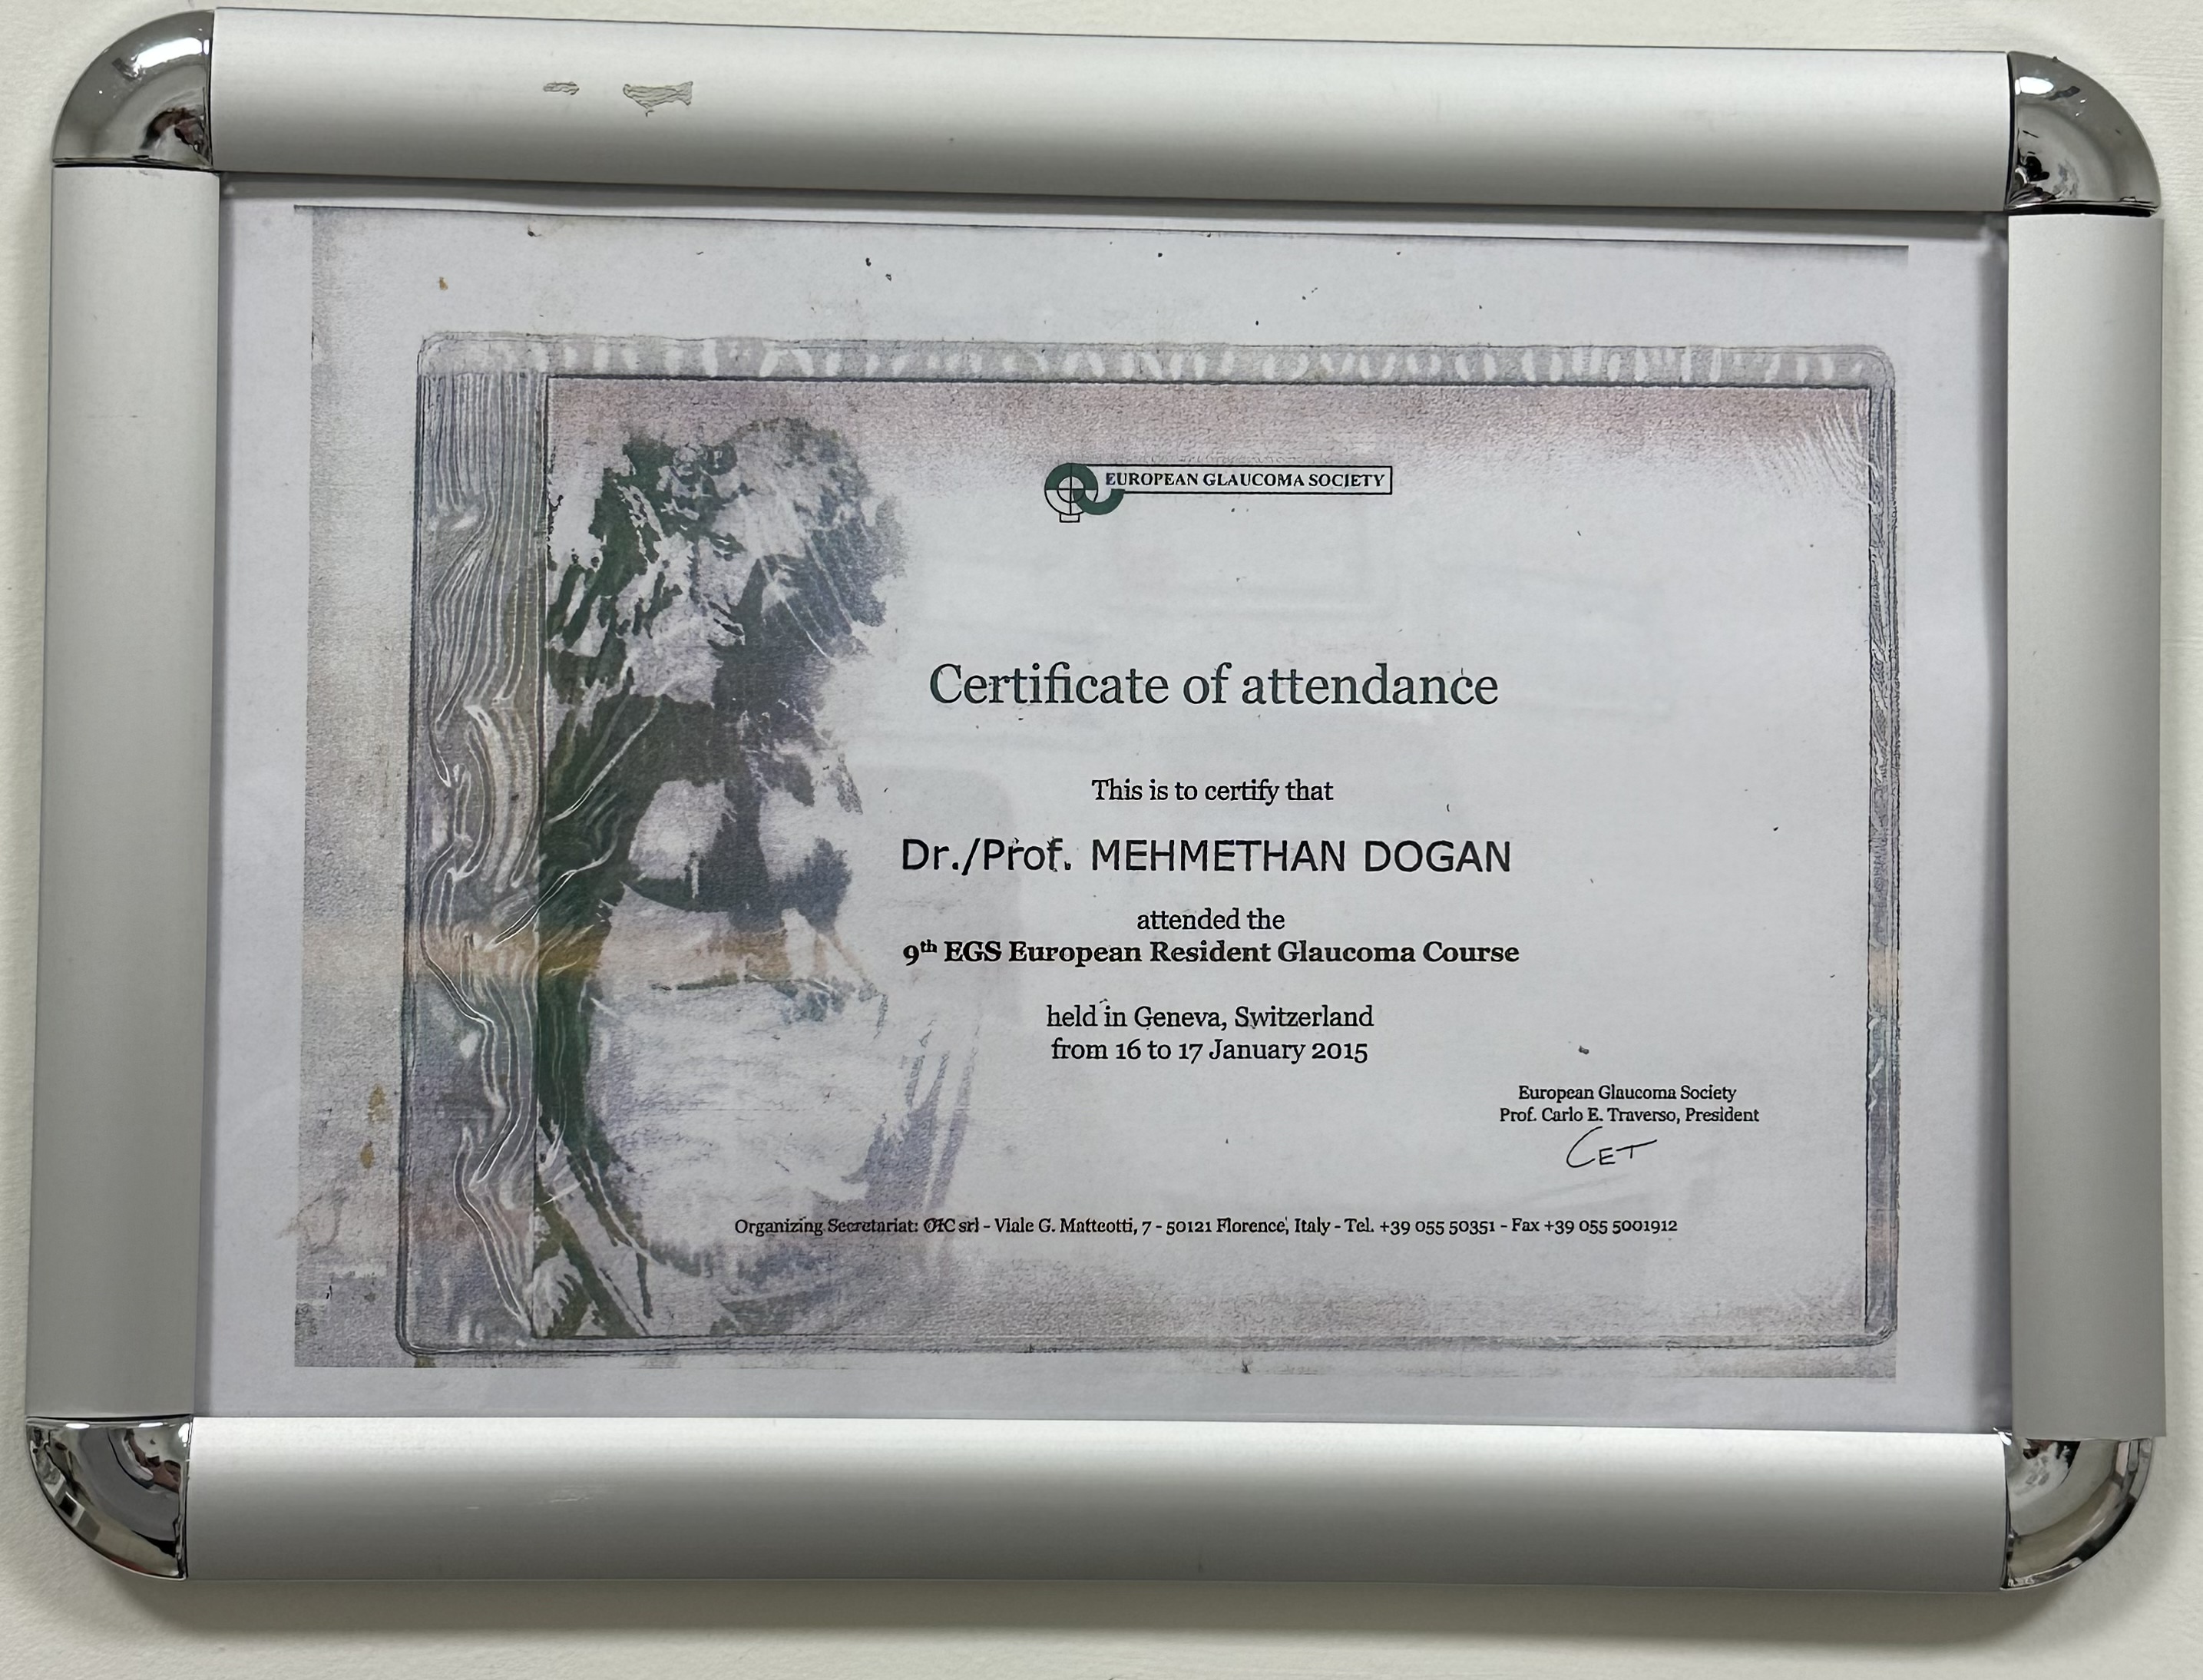 EUROPEAN GLAUCOMA SOCIETY
Certificate of attendance
This is to certify that
Dr./Prof. MEHMETHAN DOGAN
attended the
9th EGS European Resident Glaucoma Course
held in Geneva, Switzerland
from 16 to 17 January 2015
European Glaucoma Society
Prof. Carlo E. Traverso, President
CET
Organizing Secretariat: OIC srl - Viale G. Matteotti, 7 - 50121 Florence, Italy - Tel. +39 055 50351 - Fax +39 055 5001912